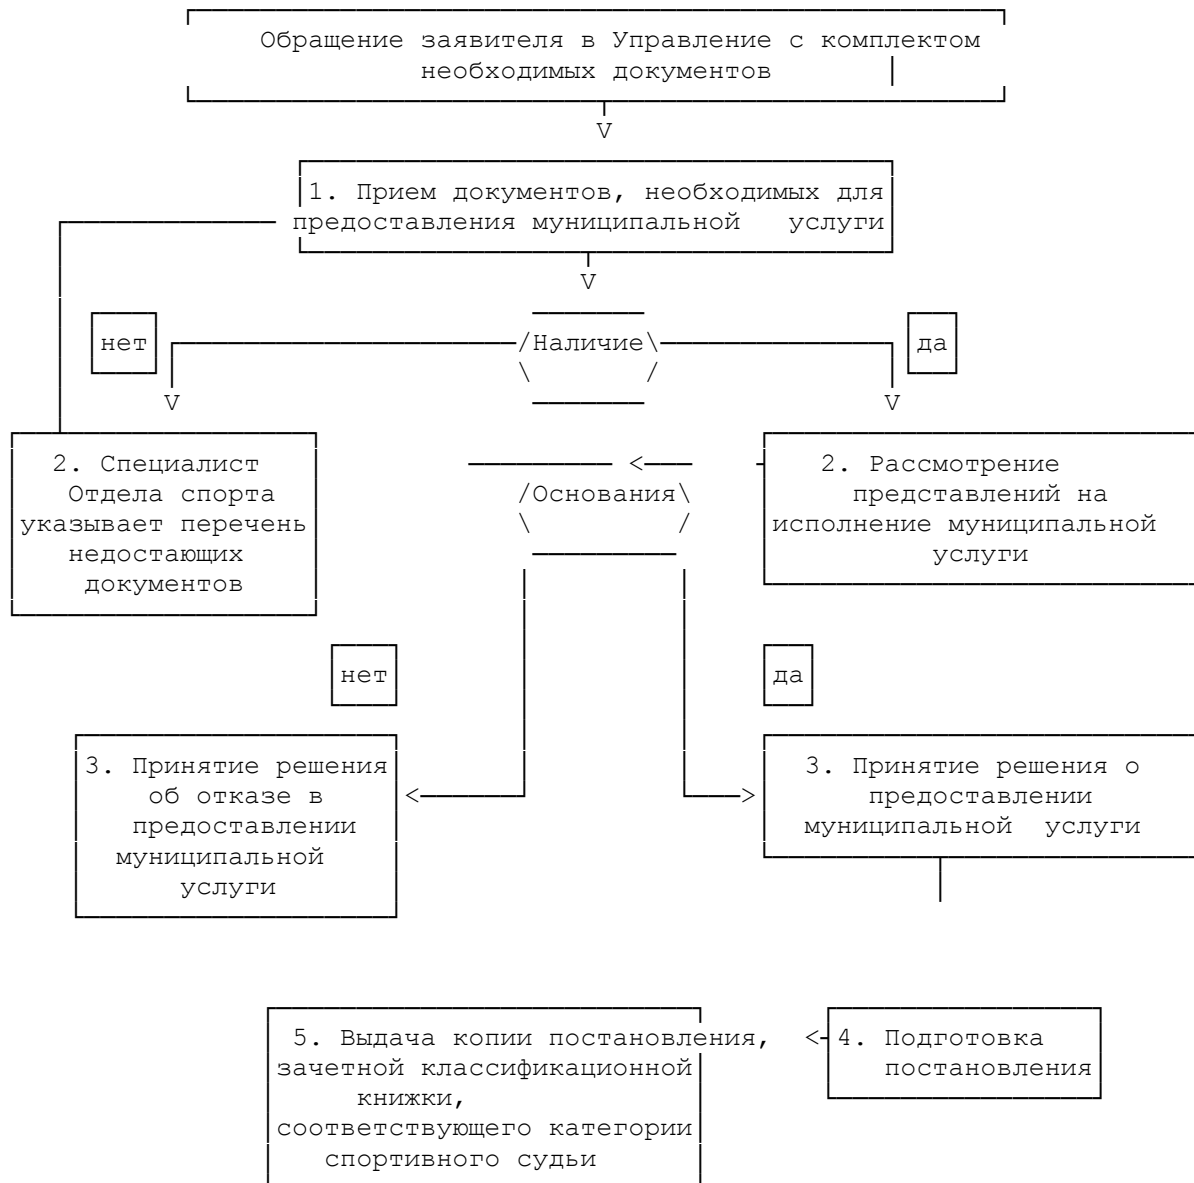 Обращение заявителя в Управление с комплектом
необходимых документов
V
1. Прием документов, необходимых для
предоставления муниципальной услуги
V
нет
/Наличие\
да
\ /
V
V
2. Специалист
Отдела спорта
указывает перечень
недостающих
документов
<
/Основания\
\ /
2. Рассмотрение
представлений на
исполнение муниципальной
услуги
нет
да
3. Принятие решения
об отказе в
предоставлении
муниципальной
услуги
<
>
3. Принятие решения о
предоставлении
муниципальной услуги
5. Выдача копии постановления,
зачетной классификационной
книжки,
соответствующего категории
спортивного судьи
<
4. Подготовка
постановления